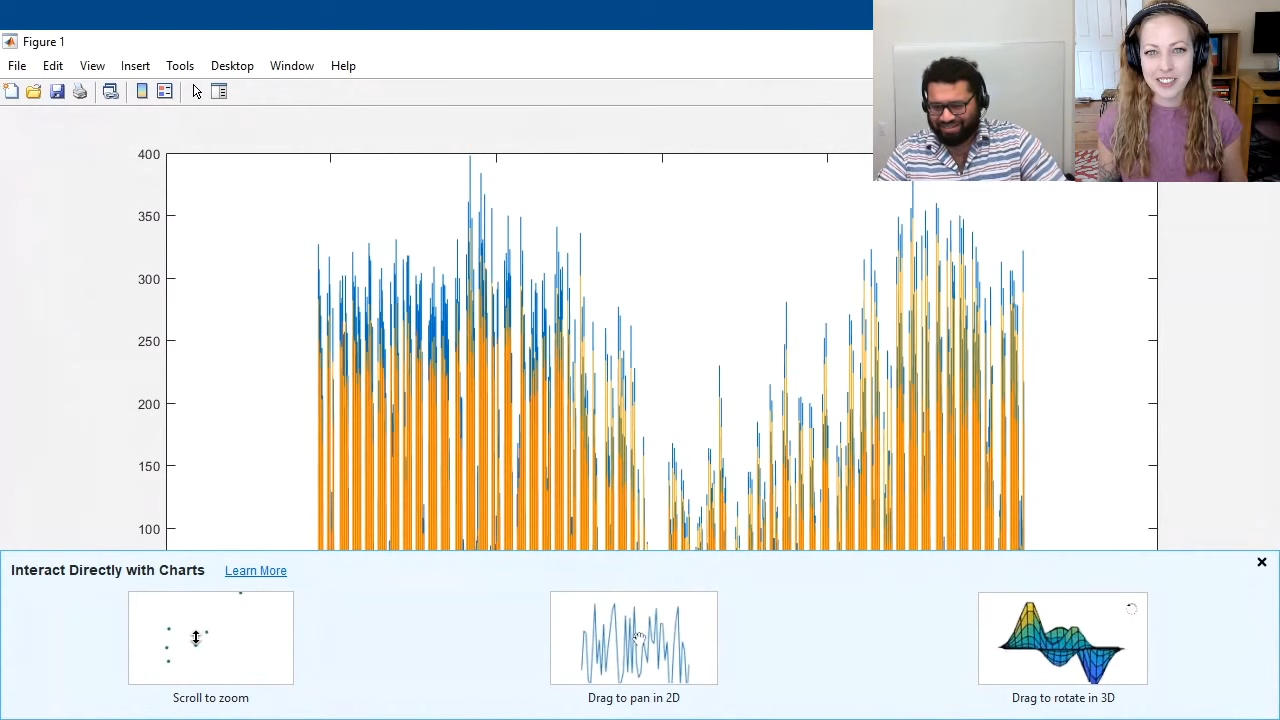 Figure 1
File Edit View Insert Tools Desktop Window Help
400
350
300
250
200
150
100
Interact Directly with Charts Learn More
Scroll to zoom Drag to pan in 2D Drag to rotate in 3D